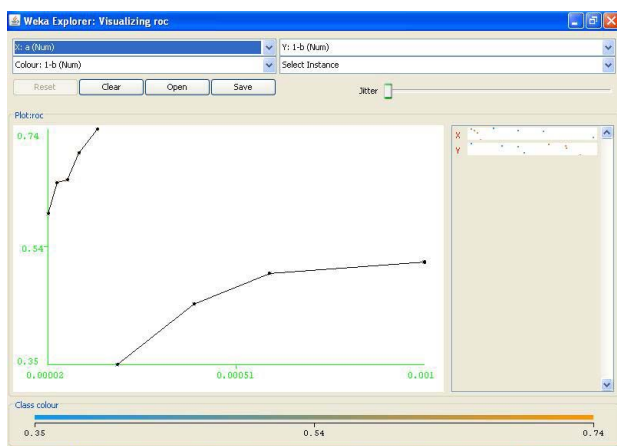 Weka Explorer: Visualizing roc
X: a (Num)
Y: 1-b (Num)
Colour: 1-b (Num)
Select Instance
Reset
Clear
Open
Save
Jitter
Plot:roc
0.74
0.54
0.35
0.00002
0.00051
0.001
X
Y
Class colour
0.35
0.54
0.74